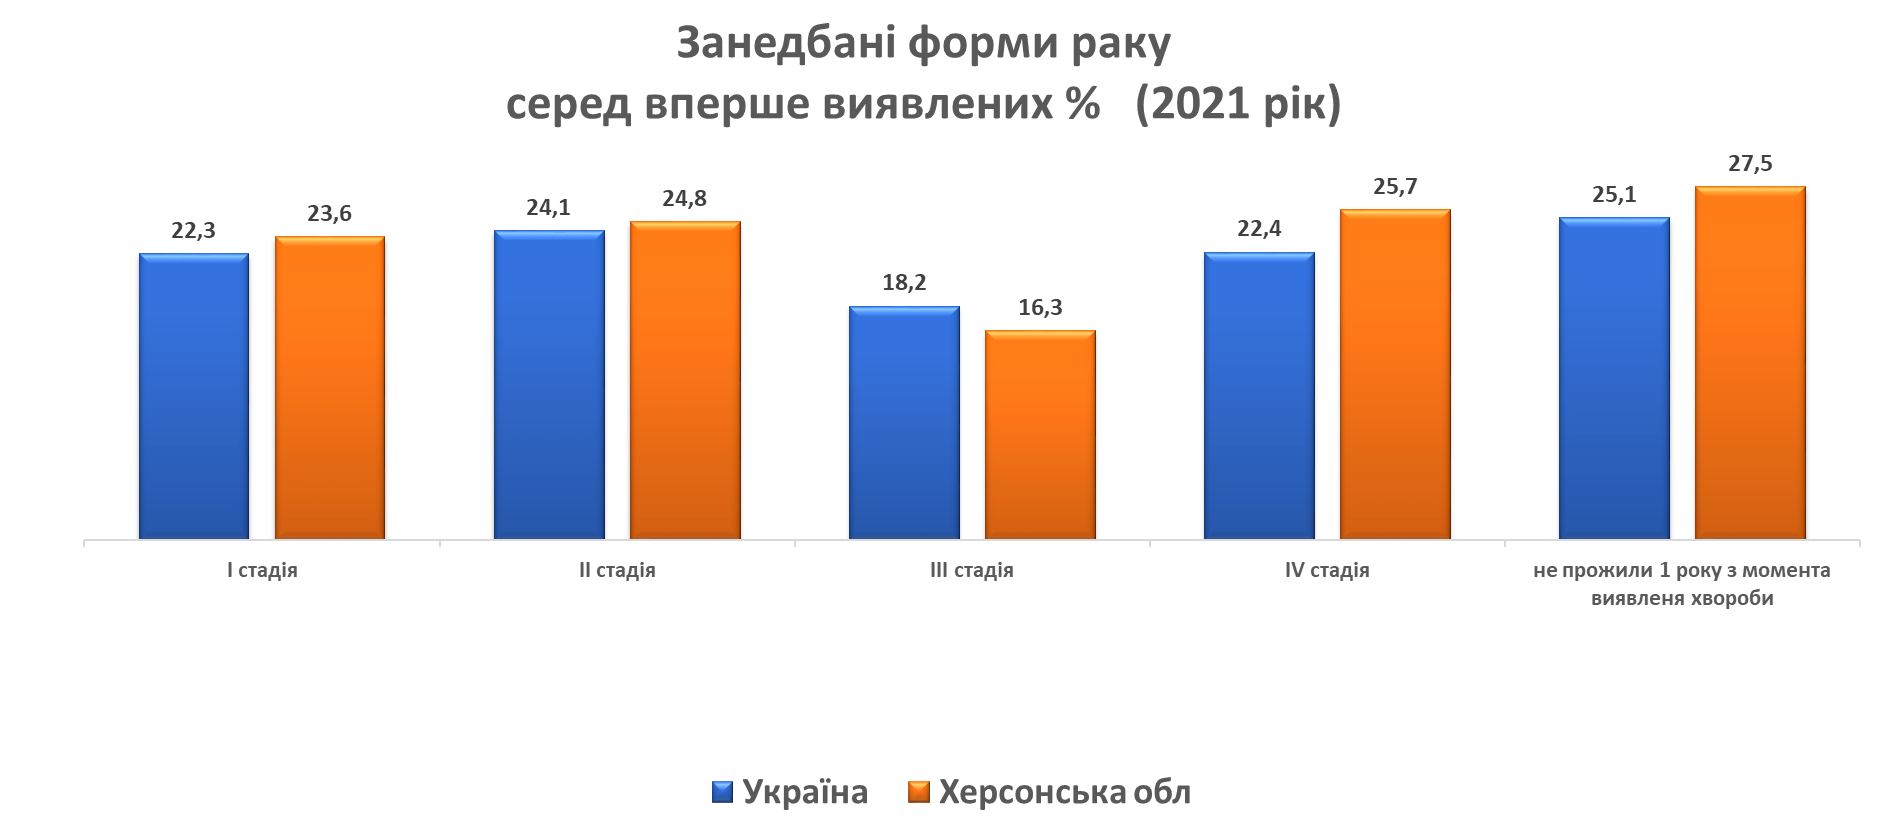 Занедбані форми раку
серед вперше виявлених % (2021 рік)
22,3
23,6
24,1
24,8
18,2
16,3
22,4
25,7
25,1
27,5
І стадія
ІІ стадія
ІІІ стадія
IV стадія
не прожили 1 року з момента
виявленя хвороби
Україна
Херсонська обл